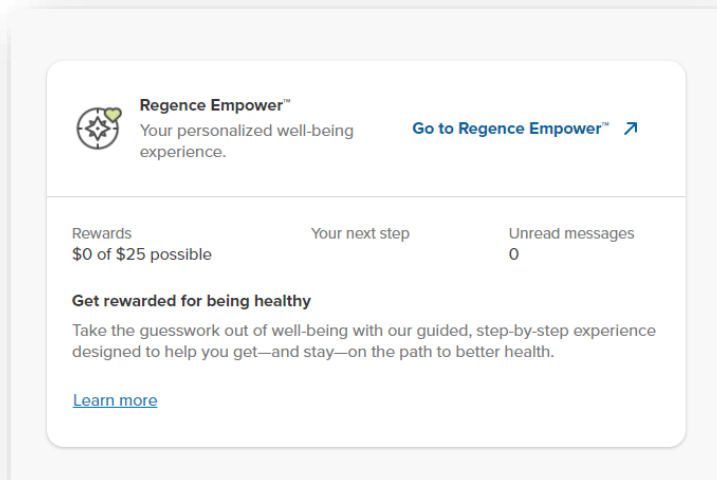 Regence Empower™
Your personalized well-being
experience.
Go to Regence Empower™
Rewards
$0 of $25 possible
Your next step
Unread messages
0
Get rewarded for being healthy
Take the guesswork out of well-being with our guided, step-by-step experience
designed to help you get—and stay—on the path to better health.
Learn more